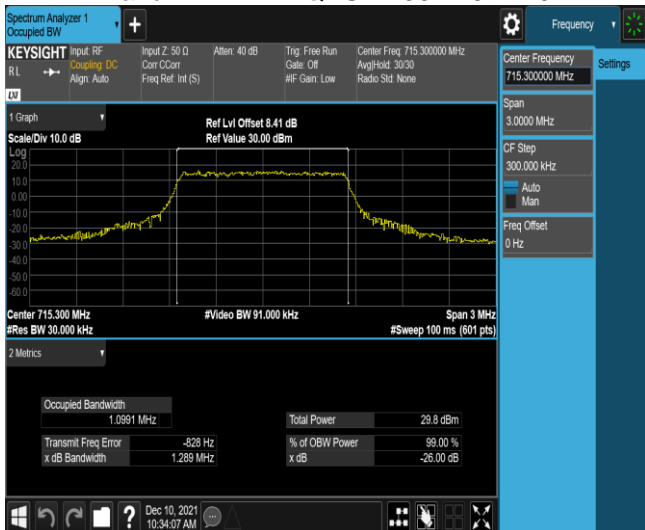 Spectrum Analyzer 1
Occupied BW
Frequency
KEYSIGHT
Input: RF
Input Z: 50 Ω
Atten: 40 dB
Trig: Free Run
Center Freq: 715.300000 MHz
RL
Coupling: DC
Corr CCorr
Gate: Off
Avg|Hold: 30/30
Align: Auto
Freq Ref: Int (S)
#IF Gain: Low
Radio Std: None
LXI
Center Frequency
715.300000 MHz
Settings
Span
3.0000 MHz
CF Step
300.000 kHz
Auto
Man
Freq Offset
0 Hz
1 Graph
Ref Lvl Offset 8.41 dB
Scale/Div 10.0 dB
Ref Value 30.00 dBm
Log
20.0
10.0
0.00
-10.0
-20.0
-30.0
-40.0
-50.0
-60.0
Center 715.300 MHz
#Video BW 91.000 kHz
Span 3 MHz
#Res BW 30.000 kHz
#Sweep 100 ms (601 pts)
2 Metrics
Occupied Bandwidth
1.0991 MHz
Total Power
29.8 dBm
Transmit Freq Error
-828 Hz
% of OBW Power
99.00 %
x dB Bandwidth
1.289 MHz
x dB
-26.00 dB
?
Dec 10, 2021
10:34:07 AM